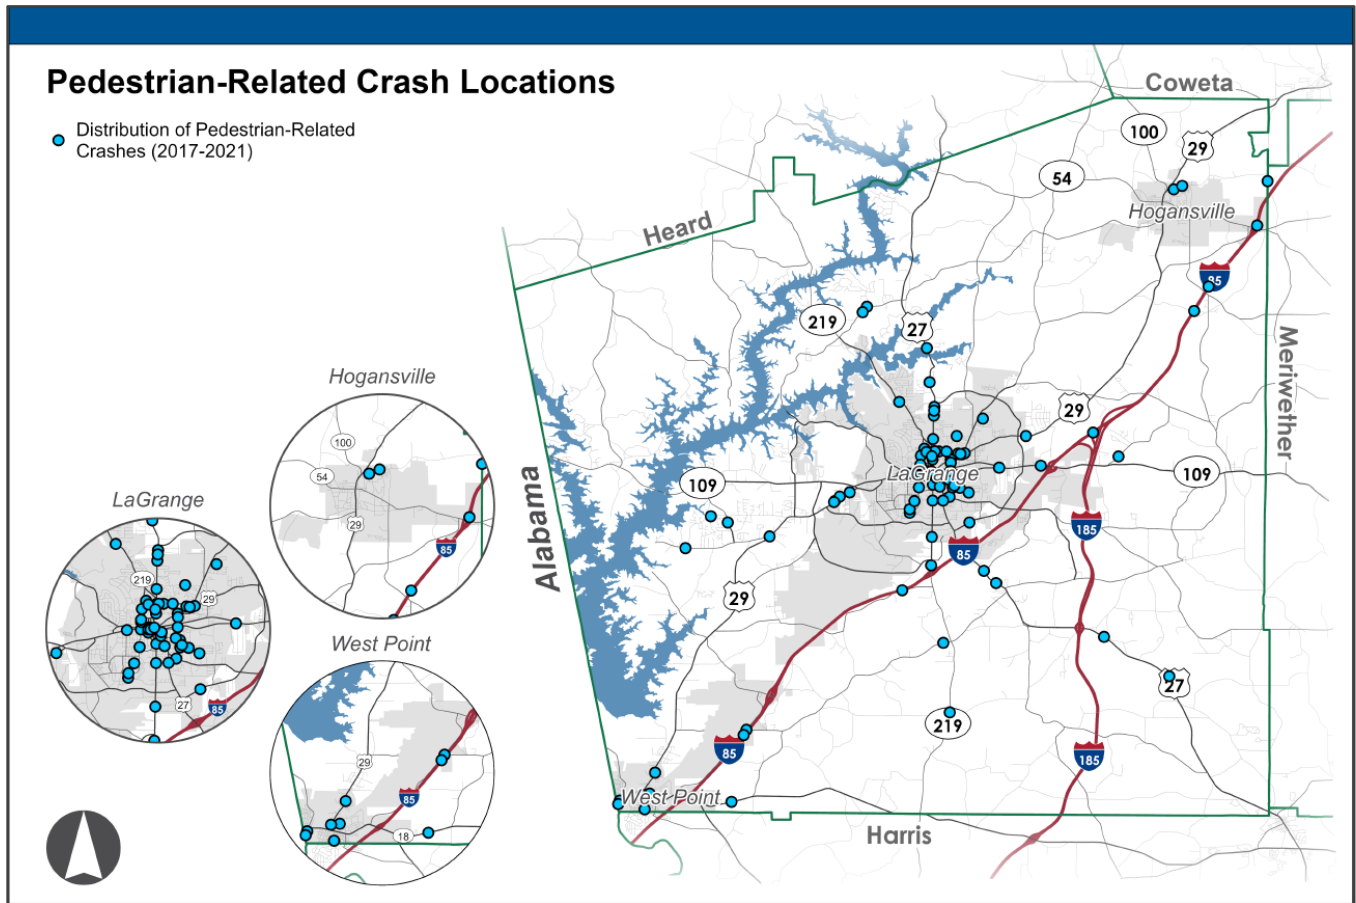 Pedestrian-Related Crash Locations
Distribution of Pedestrian-Related
Crashes (2017-2021)
Coweta
100
29
54
Hogansville
Heard
85
219
27
Meriwether
Hogansville
29
100
54
29
85
LaGrange
109
LaGrange
109
Alabama
219
29
27
85
185
85
29
West Point
29
85
18
27
219
85
185
West Point
Harris